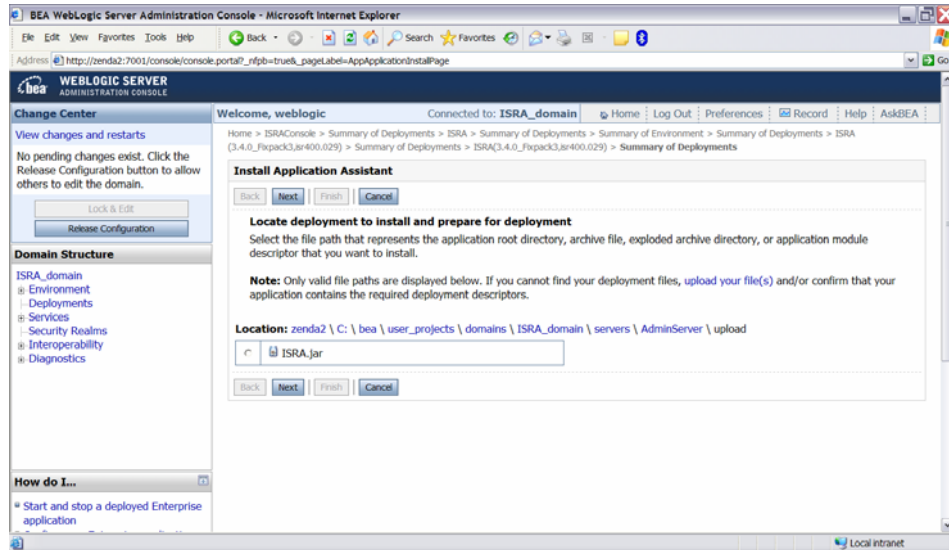 BEA WebLogic Server Administration Console - Microsoft Internet Explorer
File Edit View Favorites Tools Help
Back Search Favorites
Address http://zenda2:7001/console/console.portal?_nfpb=true&_pageLabel=AppApplicationInstallPage Go
bea WEBLOGIC SERVER
ADMINISTRATION CONSOLE
Change Center
View changes and restarts
No pending changes exist. Click the
Release Configuration button to allow
others to edit the domain.
Lock & Edit
Release Configuration
Domain Structure
ISRA_domain
Environment
Deployments
Services
Security Realms
Interoperability
Diagnostics
How do I...
Start and stop a deployed Enterprise
application
Welcome, weblogic Connected to: ISRA_domain Home Log Out Preferences Record Help AskBEA
Home > ISRAConsole > Summary of Deployments > ISRA > Summary of Deployments > Summary of Environment > Summary of Deployments > ISRA
(3.4.0_Fixpack3,isr400.029) > Summary of Deployments > ISRA(3.4.0_Fixpack3,isr400.029) > Summary of Deployments
Install Application Assistant
Back Next Finish Cancel
Locate deployment to install and prepare for deployment
Select the file path that represents the application root directory, archive file, exploded archive directory, or application module
descriptor that you want to install.
Note: Only valid file paths are displayed below. If you cannot find your deployment files, upload your file(s) and/or confirm that your
application contains the required deployment descriptors.
Location: zenda2 \ C: \ bea \ user_projects \ domains \ ISRA_domain \ servers \ AdminServer \ upload
ISRA.jar
Back Next Finish Cancel
Local intranet